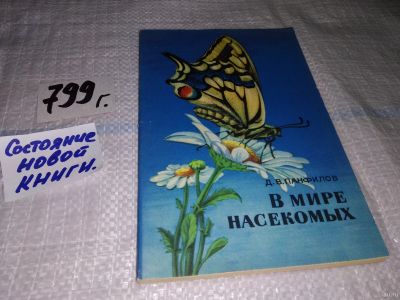 799 г.
Состояние
новой
книги.
Д. В. ПАНФИЛОВ
В МИРЕ
НАСЕКОМЫХ